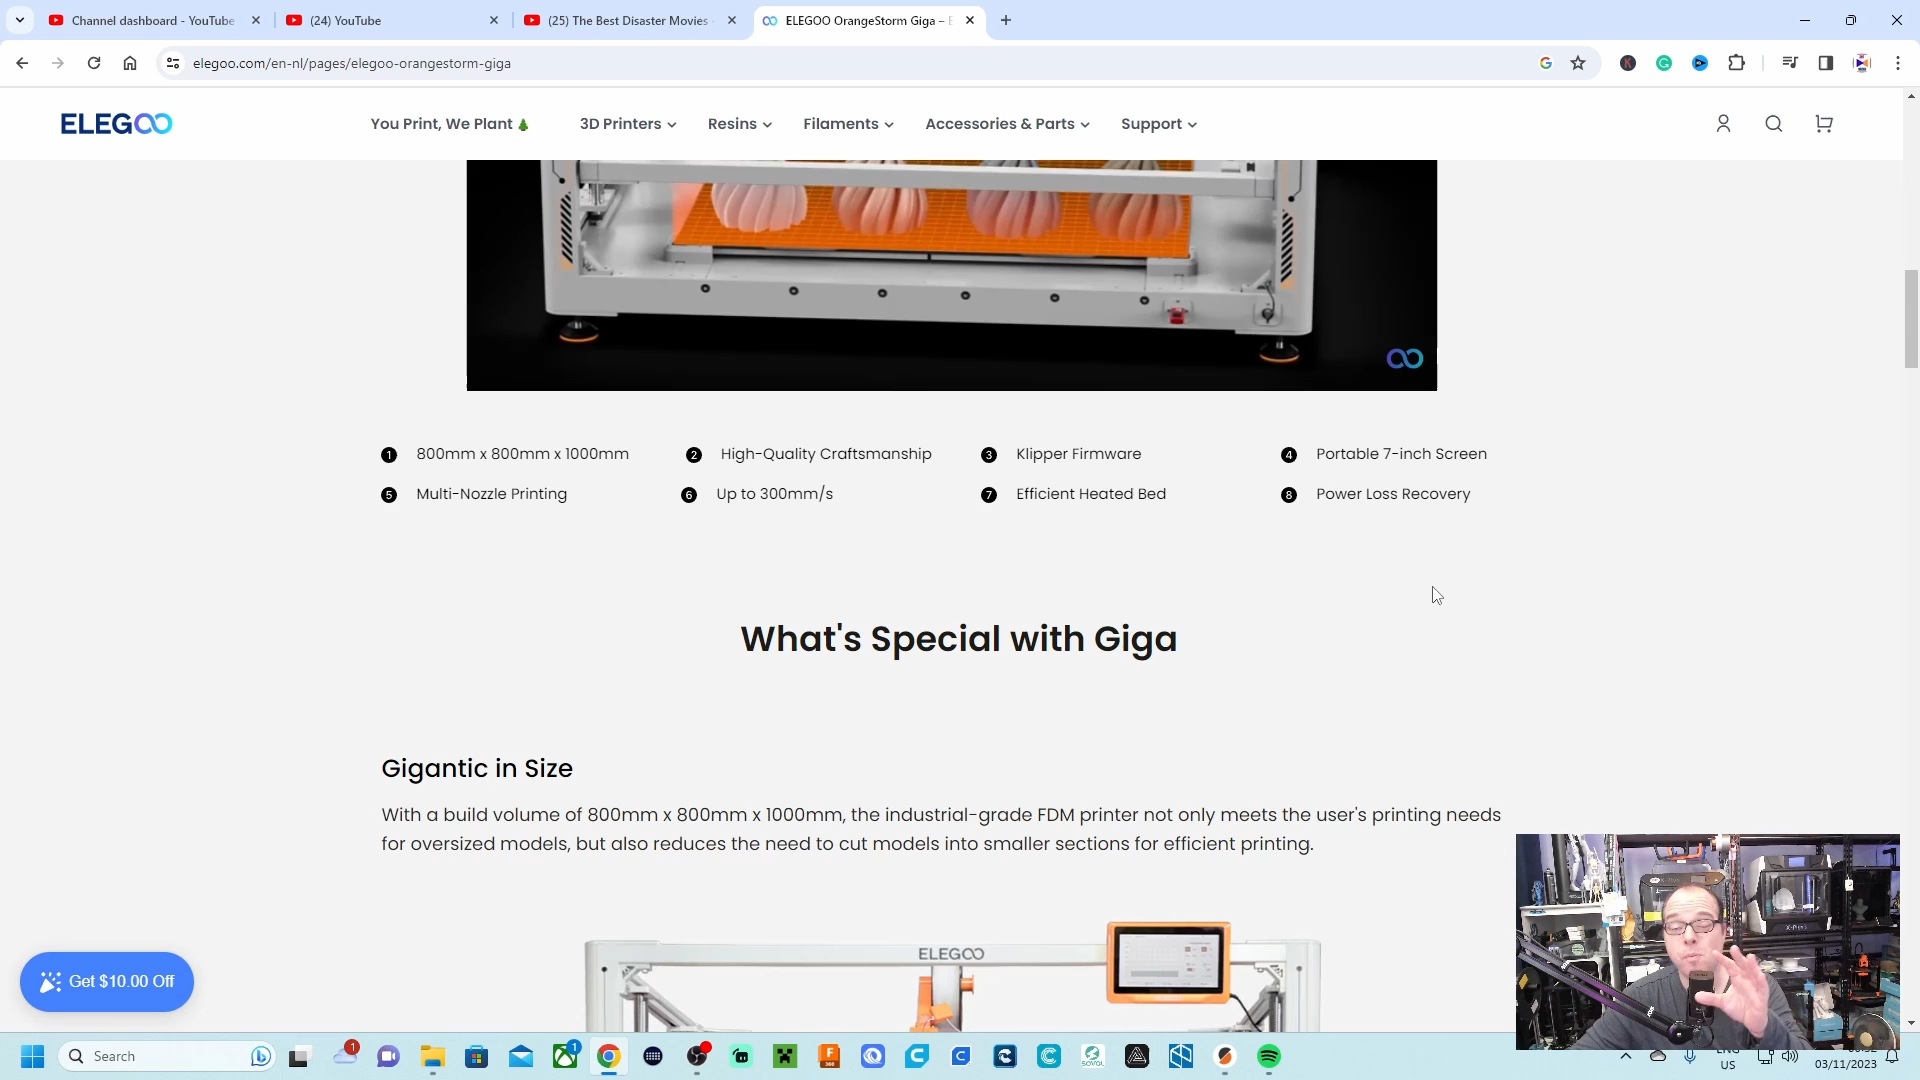 Channel dashboard - YouTube
(24) YouTube
(25) The Best Disaster Movies -
ELEGOO OrangeStorm Giga – E
elegoo.com/en-nl/pages/elegoo-orangestorm-giga
ELEGOO
You Print, We Plant
3D Printers
Resins
Filaments
Accessories & Parts
Support
1 800mm x 800mm x 1000mm
2 High-Quality Craftsmanship
3 Klipper Firmware
4 Portable 7-inch Screen
5 Multi-Nozzle Printing
6 Up to 300mm/s
7 Efficient Heated Bed
8 Power Loss Recovery
What's Special with Giga
Gigantic in Size
With a build volume of 800mm x 800mm x 1000mm, the industrial-grade FDM printer not only meets the user's printing needs
for oversized models, but also reduces the need to cut models into smaller sections for efficient printing.
ELEGOO
Get $10.00 Off
Search
1
1
SOVOL
US
03/11/2023